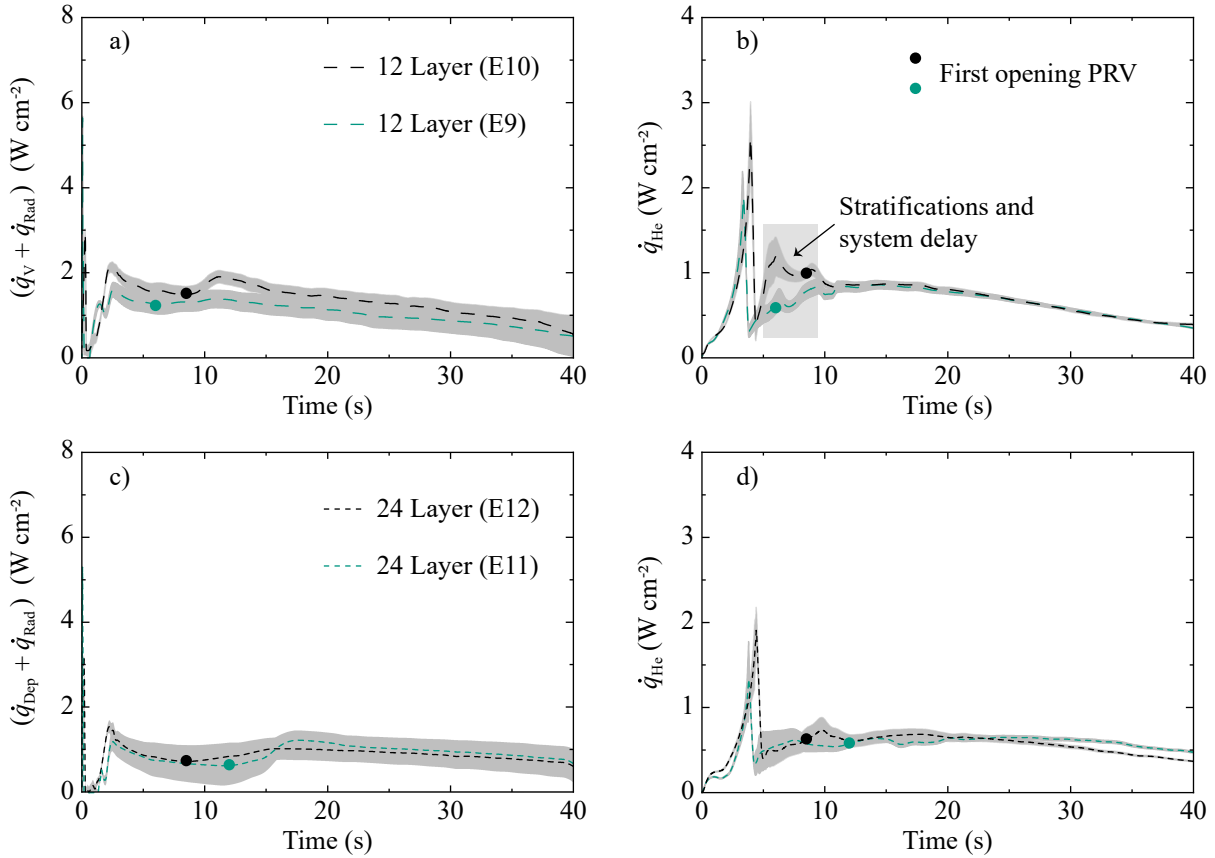 a)
12 Layer (E10)
12 Layer (E9)
(q̇V + q̇Rad) (W cm⁻²)
0
2
4
6
8
0 10 20 30 40
Time (s)
b)
First opening PRV
Stratifications and
system delay
q̇He (W cm⁻²)
0
1
2
3
4
0 10 20 30 40
Time (s)
c)
24 Layer (E12)
24 Layer (E11)
(q̇Dep + q̇Rad) (W cm⁻²)
0
2
4
6
8
0 10 20 30 40
Time (s)
d)
q̇He (W cm⁻²)
0
1
2
3
4
0 10 20 30 40
Time (s)